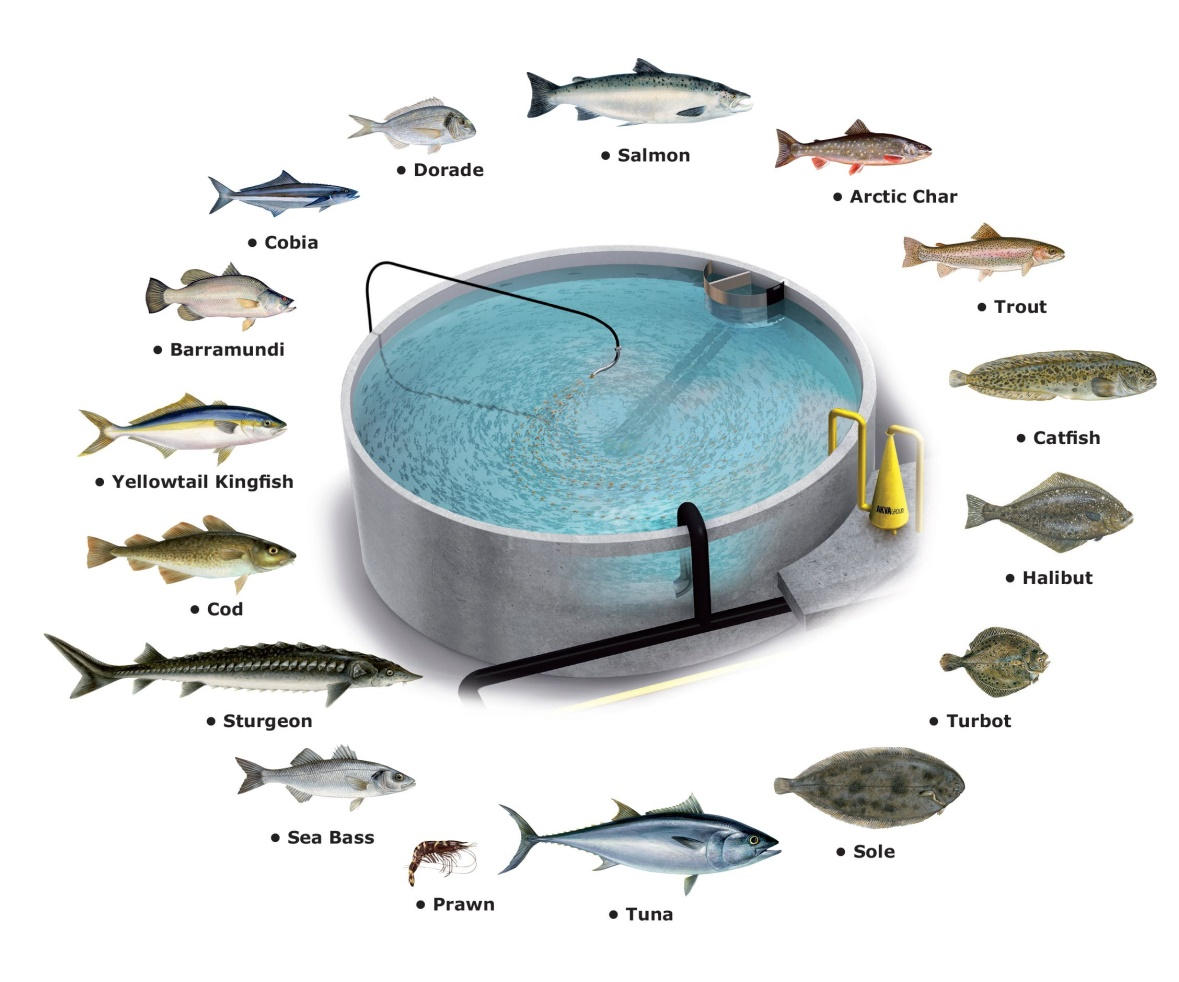 • Salmon
• Dorade
• Arctic Char
• Cobia
• Trout
• Barramundi
• Catfish
• Yellowtail Kingfish
AKVAGROUP
• Halibut
• Cod
• Sturgeon
• Turbot
• Sea Bass
• Sole
• Prawn
• Tuna